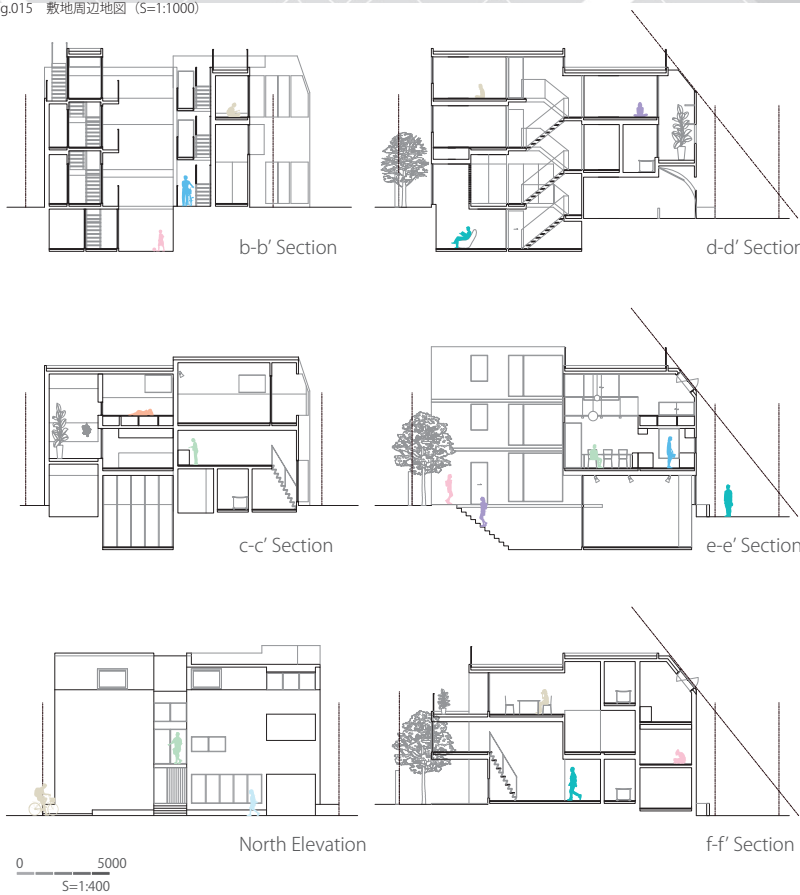 g.015 敷地周辺地図（S=1:1000）
b-b’ Section
d-d’ Section
c-c’ Section
e-e’ Section
North Elevation
f-f’ Section
0 5000
S=1:400